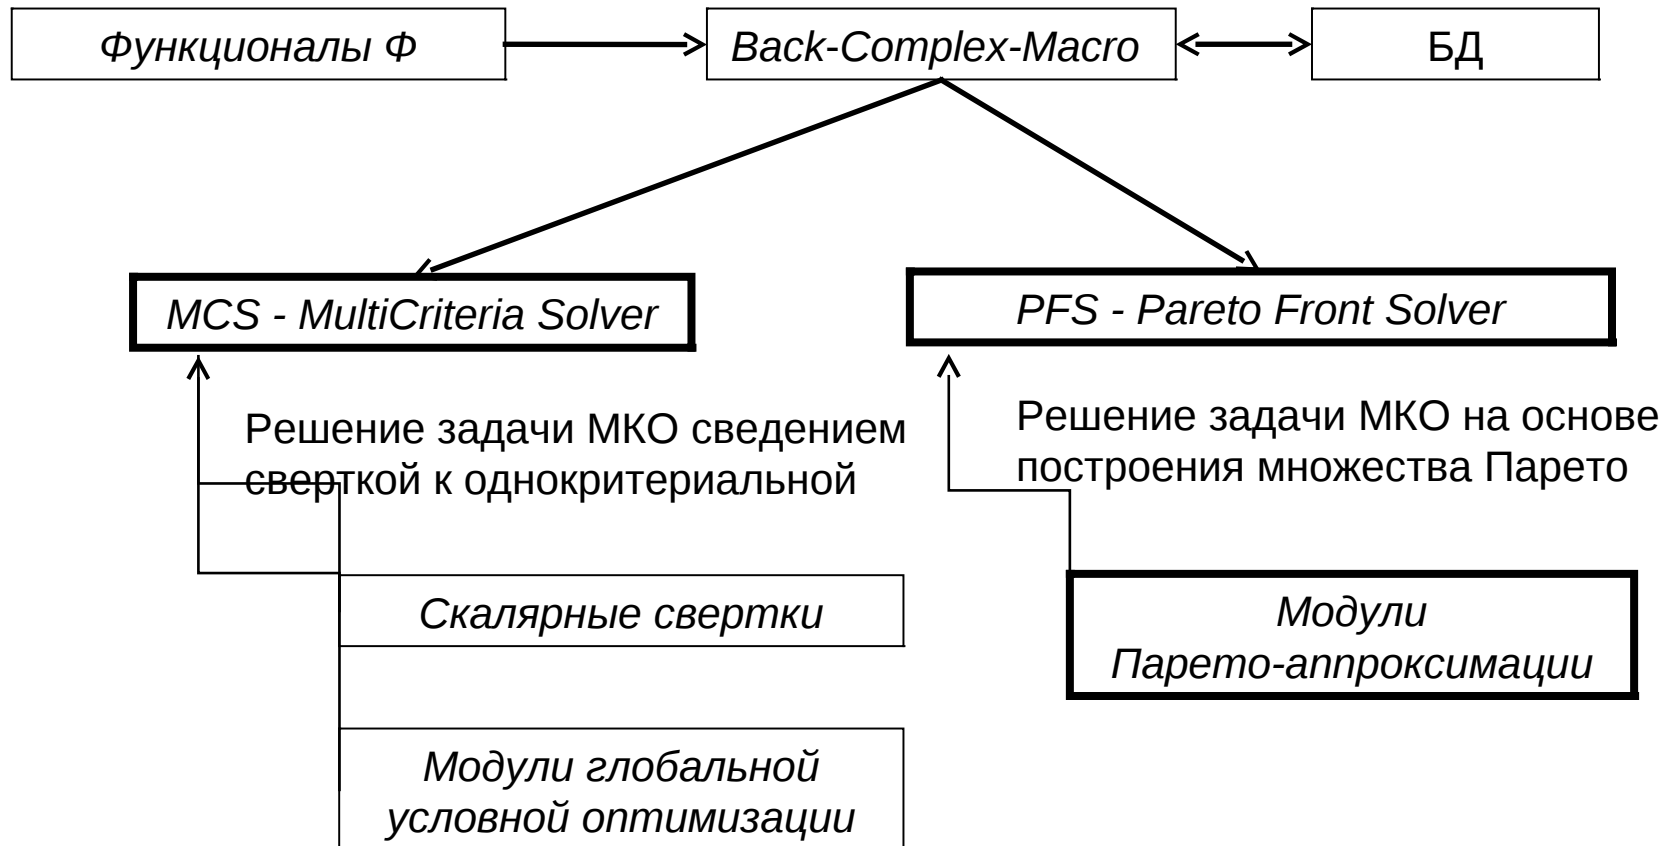 Функционалы Ф
Back-Complex-Macro
БД
MCS - MultiCriteria Solver
PFS - Pareto Front Solver
Решение задачи МКО сведением
сверткой к однокритериальной
Решение задачи МКО на основе
построения множества Парето
Скалярные свертки
Модули
Парето-аппроксимации
Модули глобальной
условной оптимизации